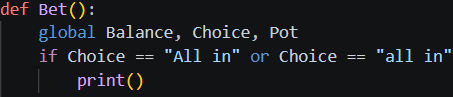 def Bet():
    global Balance, Choice, Pot
    if Choice == "All in" or Choice == "all in"
        print()